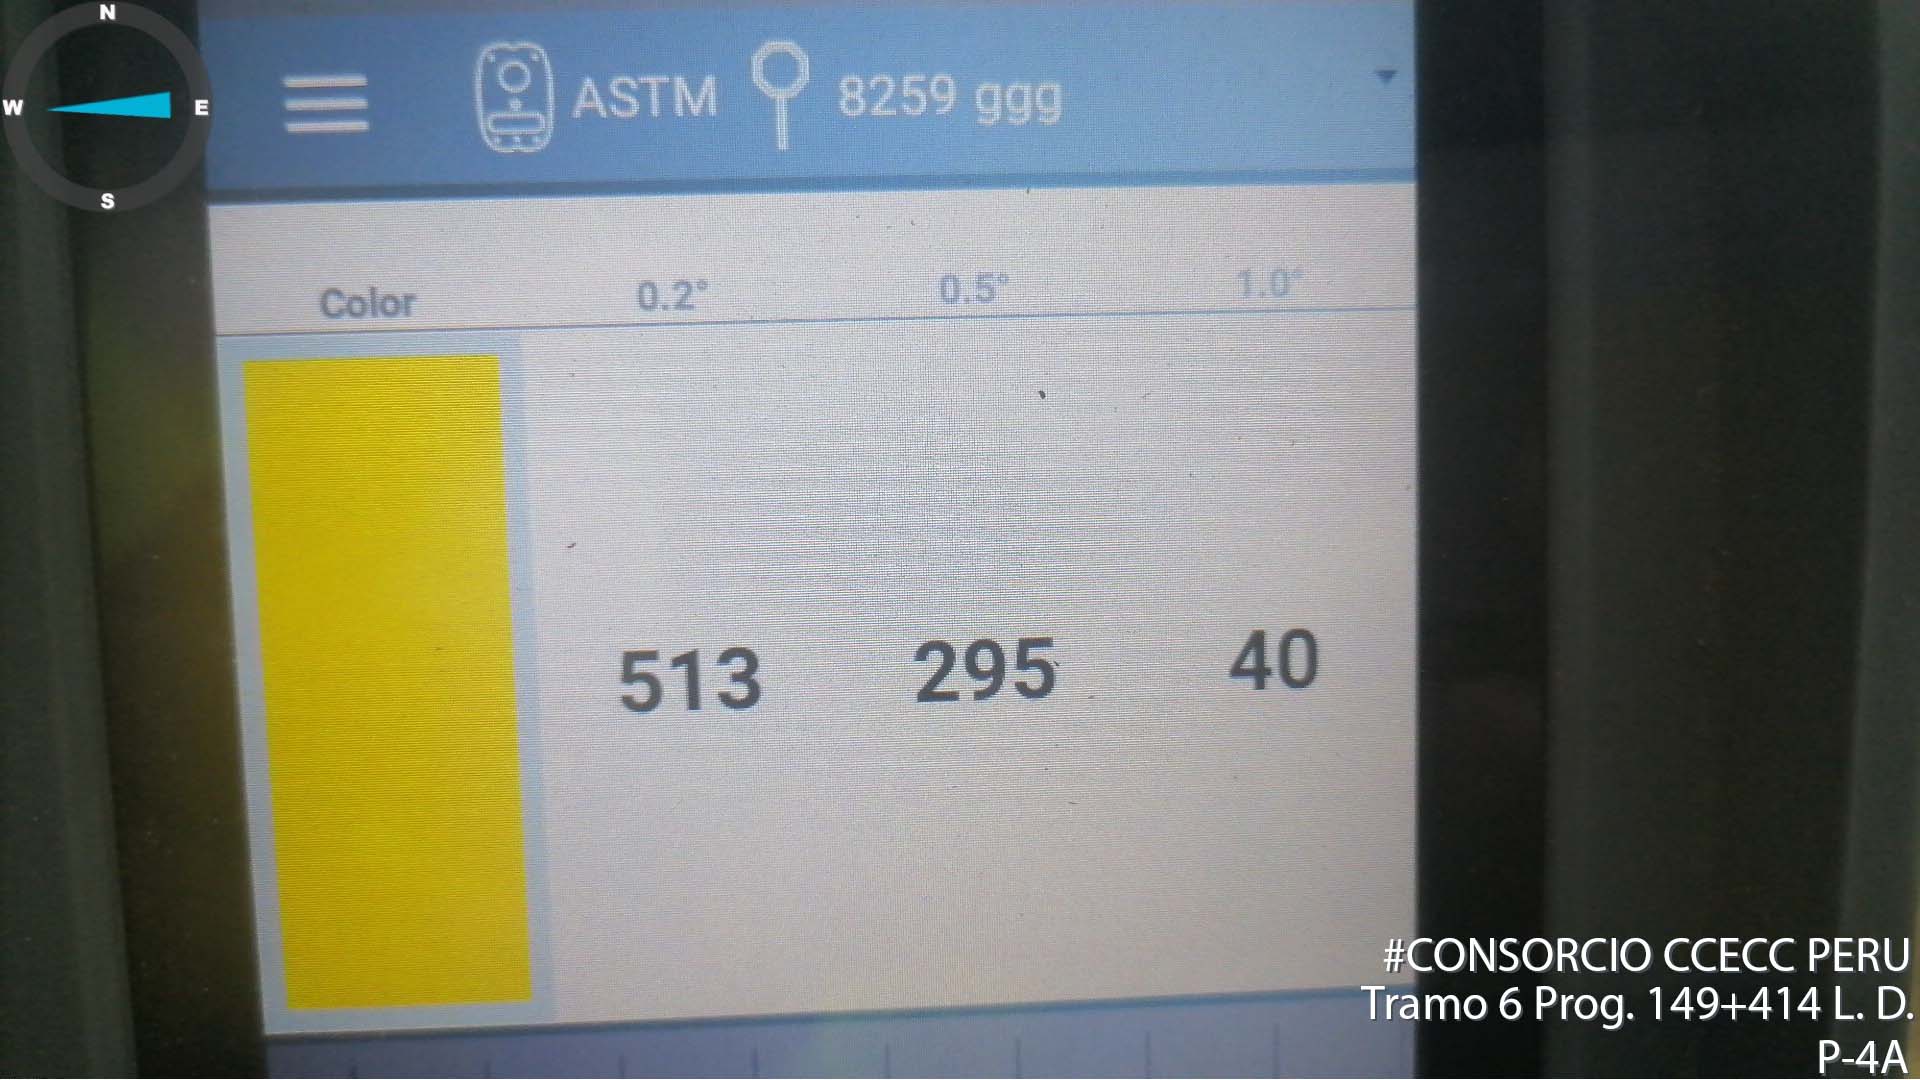 N
W E
S
ASTM 8259 ggg
Color 0.2° 0.5° 1.0°
513 295 40
#CONSORCIO CCECC PERU
Tramo 6 Prog. 149+414 L. D.
P-4A